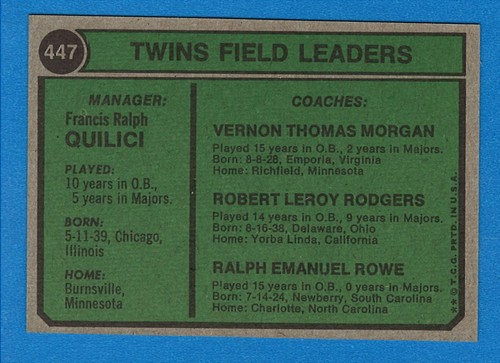 447
TWINS FIELD LEADERS
MANAGER:
Francis Ralph
QUILICI
PLAYED:
10 years in O.B.,
5 years in Majors.
BORN:
5-11-39, Chicago,
Illinois
HOME:
Burnsville,
Minnesota
COACHES:
VERNON THOMAS MORGAN
Played 15 years in O.B., 2 years in Majors.
Born: 8-8-28, Emporia, Virginia
Home: Richfield, Minnesota
ROBERT LEROY RODGERS
Played 14 years in O.B., 9 years in Majors.
Born: 8-16-38, Delaware, Ohio
Home: Yorba Linda, California
RALPH EMANUEL ROWE
Played 15 years in O.B., 0 years in Majors.
Born: 7-14-24, Newberry, South Carolina
Home: Charlotte, North Carolina
** © T.C.G. PRTD. IN U.S.A.